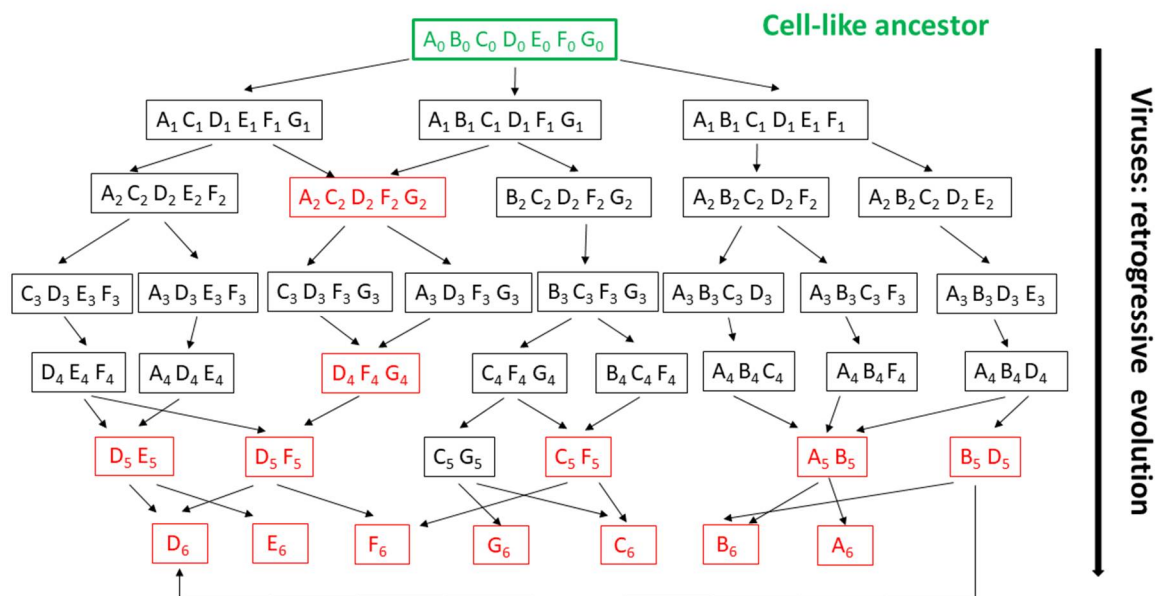 Cell-like ancestor
A₀ B₀ C₀ D₀ E₀ F₀ G₀
A₁ C₁ D₁ E₁ F₁ G₁
A₁ B₁ C₁ D₁ F₁ G₁
A₁ B₁ C₁ D₁ E₁ F₁
A₂ C₂ D₂ E₂ F₂
A₂ C₂ D₂ F₂ G₂
B₂ C₂ D₂ F₂ G₂
A₂ B₂ C₂ D₂ F₂
A₂ B₂ C₂ D₂ E₂
C₃ D₃ E₃ F₃
A₃ D₃ E₃ F₃
C₃ D₃ F₃ G₃
A₃ D₃ F₃ G₃
B₃ C₃ F₃ G₃
A₃ B₃ C₃ D₃
A₃ B₃ C₃ F₃
A₃ B₃ D₃ E₃
D₄ E₄ F₄
A₄ D₄ E₄
D₄ F₄ G₄
C₄ F₄ G₄
B₄ C₄ F₄
A₄ B₄ C₄
A₄ B₄ F₄
A₄ B₄ D₄
D₅ E₅
D₅ F₅
C₅ G₅
C₅ F₅
A₅ B₅
B₅ D₅
D₆
E₆
F₆
G₆
C₆
B₆
A₆
Viruses: retrogressive evolution